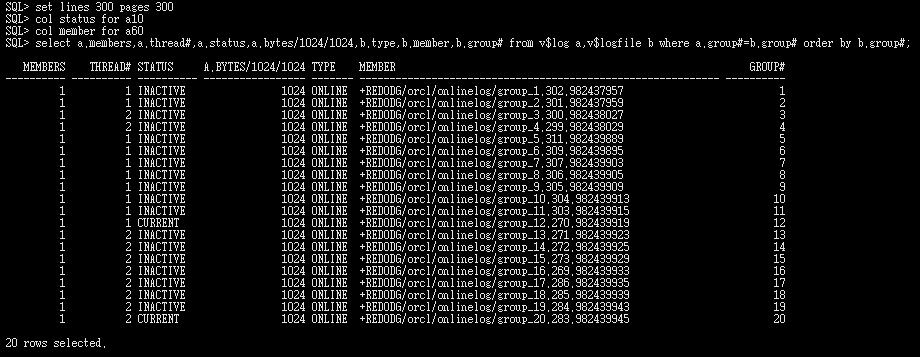 SQL> set lines 300 pages 300
SQL> col status for a10
SQL> col member for a60
SQL> select a.members,a.thread#,a.status,a.bytes/1024/1024,b.type,b.member,b.group# from v$log a,v$logfile b where a.group#=b.group# order by b.group#;
MEMBERS THREAD# STATUS A.BYTES/1024/1024 TYPE MEMBER GROUP#
---------- ---------- ---------- ----------------- ------- ------------------------------------------------------------ ----------
1 1 INACTIVE 1024 ONLINE +REDODG/orcl/onlinelog/group_1.302.982437957 1
1 1 INACTIVE 1024 ONLINE +REDODG/orcl/onlinelog/group_2.301.982437959 2
1 2 INACTIVE 1024 ONLINE +REDODG/orcl/onlinelog/group_3.300.982438027 3
1 2 INACTIVE 1024 ONLINE +REDODG/orcl/onlinelog/group_4.299.982438029 4
1 1 INACTIVE 1024 ONLINE +REDODG/orcl/onlinelog/group_5.311.982439889 5
1 1 INACTIVE 1024 ONLINE +REDODG/orcl/onlinelog/group_6.309.982439895 6
1 1 INACTIVE 1024 ONLINE +REDODG/orcl/onlinelog/group_7.307.982439903 7
1 1 INACTIVE 1024 ONLINE +REDODG/orcl/onlinelog/group_8.306.982439905 8
1 1 INACTIVE 1024 ONLINE +REDODG/orcl/onlinelog/group_9.305.982439909 9
1 1 INACTIVE 1024 ONLINE +REDODG/orcl/onlinelog/group_10.304.982439913 10
1 1 INACTIVE 1024 ONLINE +REDODG/orcl/onlinelog/group_11.303.982439915 11
1 1 CURRENT 1024 ONLINE +REDODG/orcl/onlinelog/group_12.270.982439919 12
1 2 INACTIVE 1024 ONLINE +REDODG/orcl/onlinelog/group_13.271.982439923 13
1 2 INACTIVE 1024 ONLINE +REDODG/orcl/onlinelog/group_14.272.982439925 14
1 2 INACTIVE 1024 ONLINE +REDODG/orcl/onlinelog/group_15.273.982439929 15
1 2 INACTIVE 1024 ONLINE +REDODG/orcl/onlinelog/group_16.269.982439933 16
1 2 INACTIVE 1024 ONLINE +REDODG/orcl/onlinelog/group_17.286.982439935 17
1 2 INACTIVE 1024 ONLINE +REDODG/orcl/onlinelog/group_18.285.982439939 18
1 2 INACTIVE 1024 ONLINE +REDODG/orcl/onlinelog/group_19.284.982439943 19
1 2 CURRENT 1024 ONLINE +REDODG/orcl/onlinelog/group_20.283.982439945 20
20 rows selected.